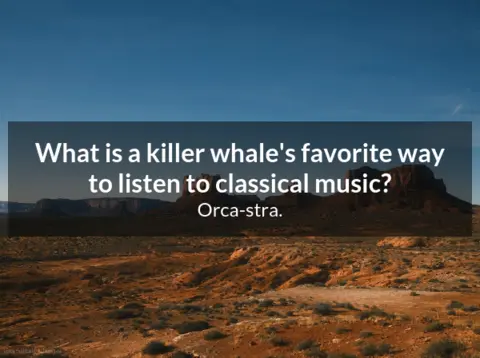 What is a killer whale's favorite way
to listen to classical music?
Orca-stra.